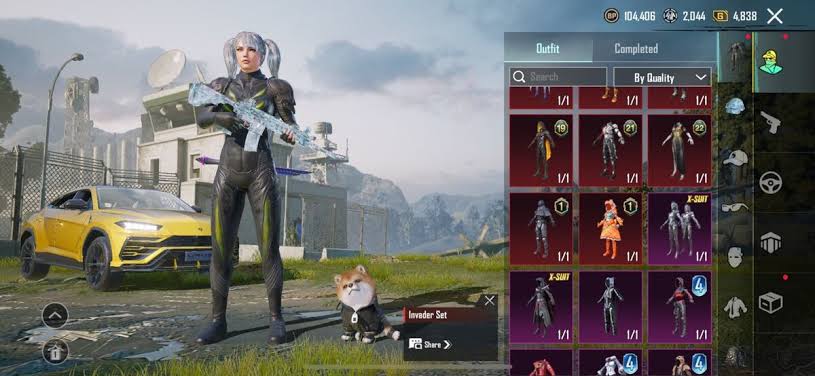 BP 104,406 2,044 G 4,838
Outfit Completed
Search By Quality
1/1 1/1 1/1
19 21 22
1/1 1/1 1/1
1 1 X-SUIT
1/1 1/1 1/1
X-SUIT 4
1/1 1/1 1/1
4 4
Invader Set
Share